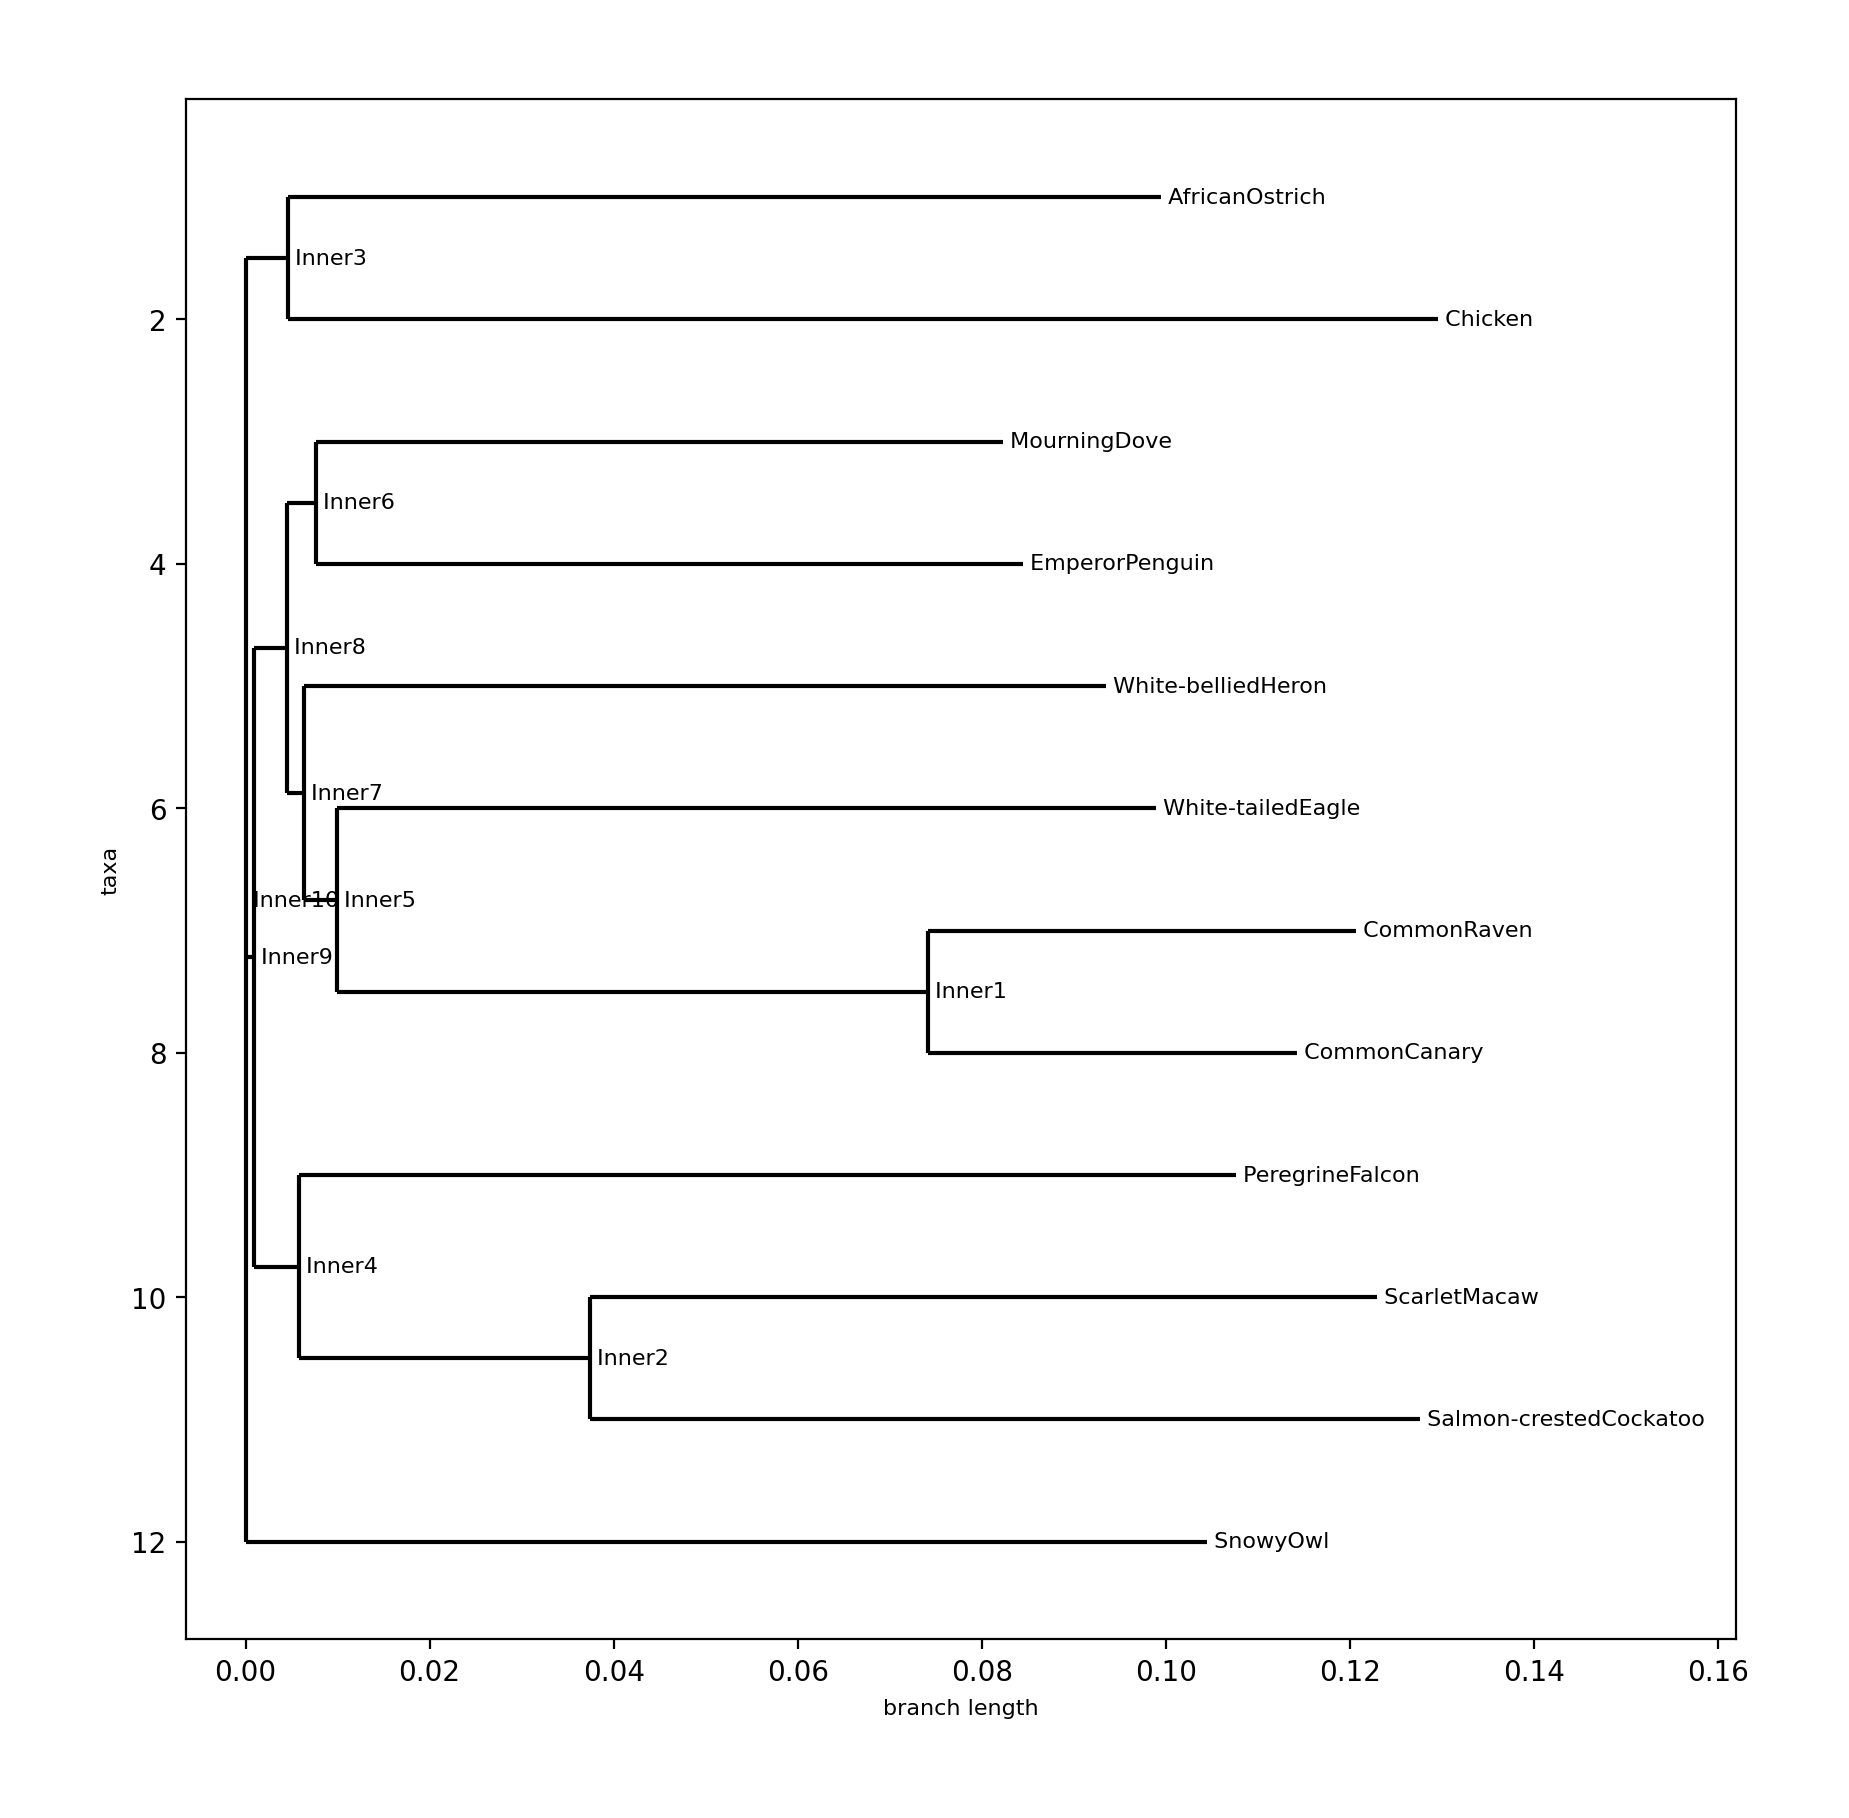 AfricanOstrich
Inner3
2
Chicken
MourningDove
Inner6
4
EmperorPenguin
Inner8
White-belliedHeron
Inner7
6
White-tailedEagle
taxa
Inner10
Inner5
CommonRaven
Inner9
Inner1
8
CommonCanary
PeregrineFalcon
Inner4
10
ScarletMacaw
Inner2
Salmon-crestedCockatoo
12
SnowyOwl
0.00 0.02 0.04 0.06 0.08 0.10 0.12 0.14 0.16
branch length